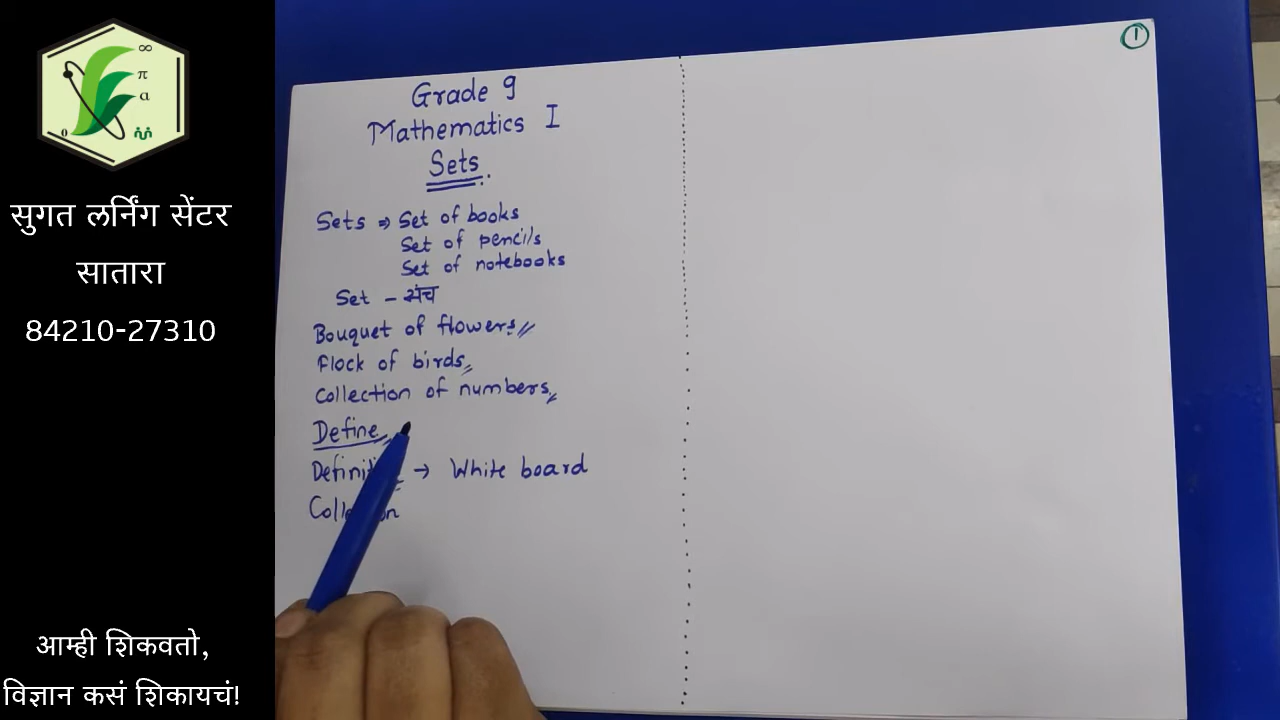 ∞
π
a
सुगत लर्निंग सेंटर
सातारा
84210-27310
आम्ही शिकवतो,
विज्ञान कसं शिकायचं!
1
Grade 9
Mathematics I
Sets
Sets ⇒ Set of books
Set of pencils
Set of notebooks
Set - संच
Bouquet of flowers
Flock of birds
Collection of numbers
Define
→ White board